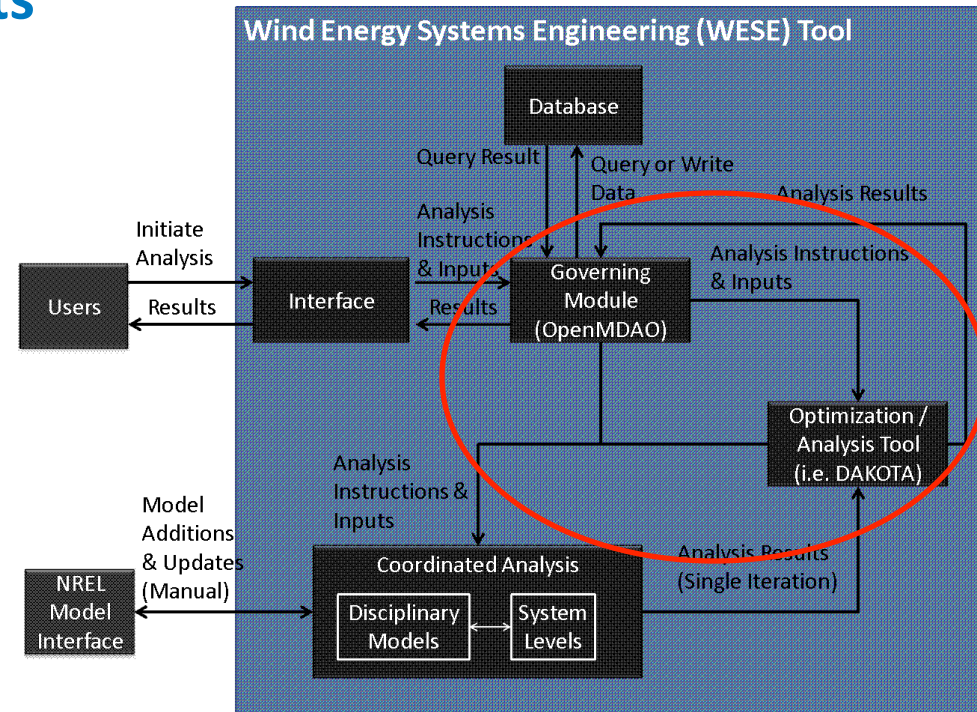 ts
Wind Energy Systems Engineering (WESE) Tool
Database
Query Result
Query or Write
Data
Analysis Results
Analysis
Instructions
& Inputs
Initiate
Analysis
Analysis Instructions
& Inputs
Users
Results
Interface
Results
Governing
Module
(OpenMDAO)
Optimization /
Analysis Tool
(i.e. DAKOTA)
Analysis
Instructions &
Inputs
Model
Additions
& Updates
(Manual)
Analysis Results
(Single Iteration)
NREL
Model
Interface
Coordinated Analysis
Disciplinary
Models
System
Levels